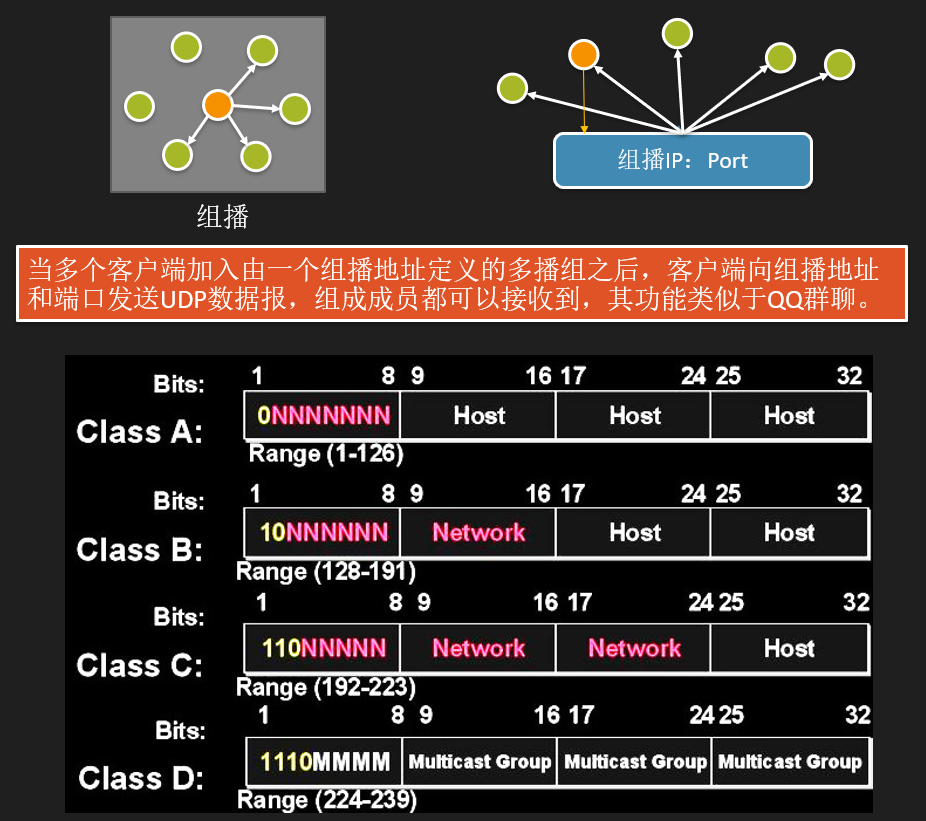 组播
组播IP：Port
当多个客户端加入由一个组播地址定义的多播组之后，客户端向组播地址
和端口发送UDP数据报，组成成员都可以接收到，其功能类似于QQ群聊。
Bits: 1 8 9 16 17 24 25 32
Class A: 0NNNNNNN Host Host Host
Range (1-126)
Bits: 1 8 9 16 17 24 25 32
Class B: 10NNNNNN Network Host Host
Range (128-191)
Bits: 1 8 9 16 17 24 25 32
Class C: 110NNNNN Network Network Host
Range (192-223)
Bits: 1 8 9 16 17 24 25 32
Class D: 1110MMMM Multicast Group Multicast Group Multicast Group
Range (224-239)